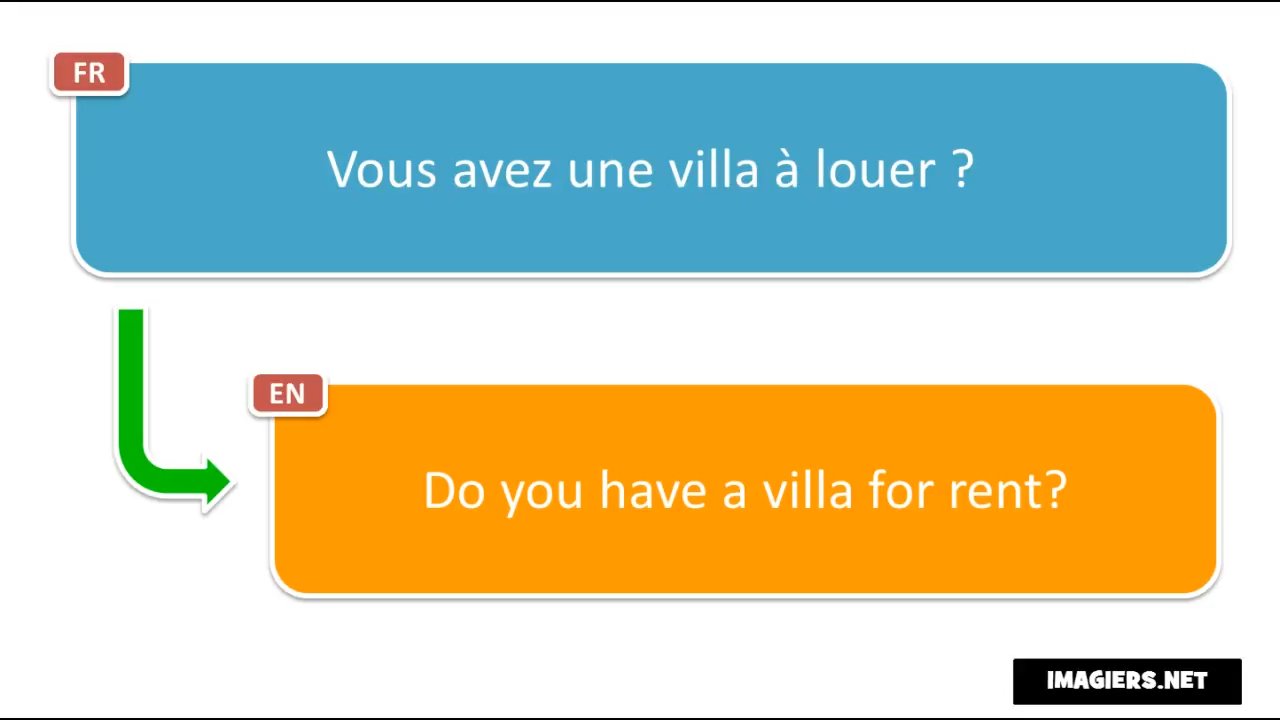 FR
Vous avez une villa à louer ?
EN
Do you have a villa for rent?
IMAGIERS.NET